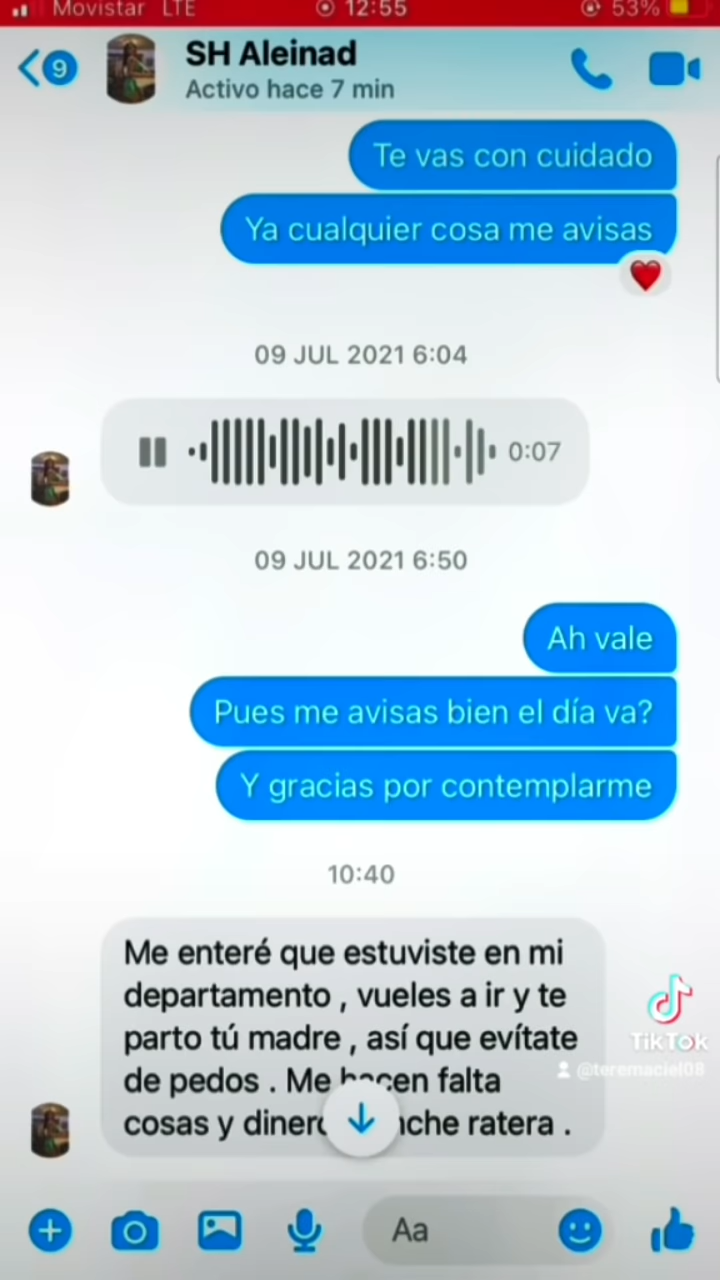 Movistar LTE 12:55 53%
9 SH Aleinad
Activo hace 7 min
Te vas con cuidado
Ya cualquier cosa me avisas
09 JUL 2021 6:04
0:07
09 JUL 2021 6:50
Ah vale
Pues me avisas bien el día va?
Y gracias por contemplarme
10:40
Me enteré que estuviste en mi
departamento , vueles a ir y te
parto tú madre , así que evítate
de pedos . Me hacen falta
cosas y ratera .
TikTok
@teremaciel08
Aa